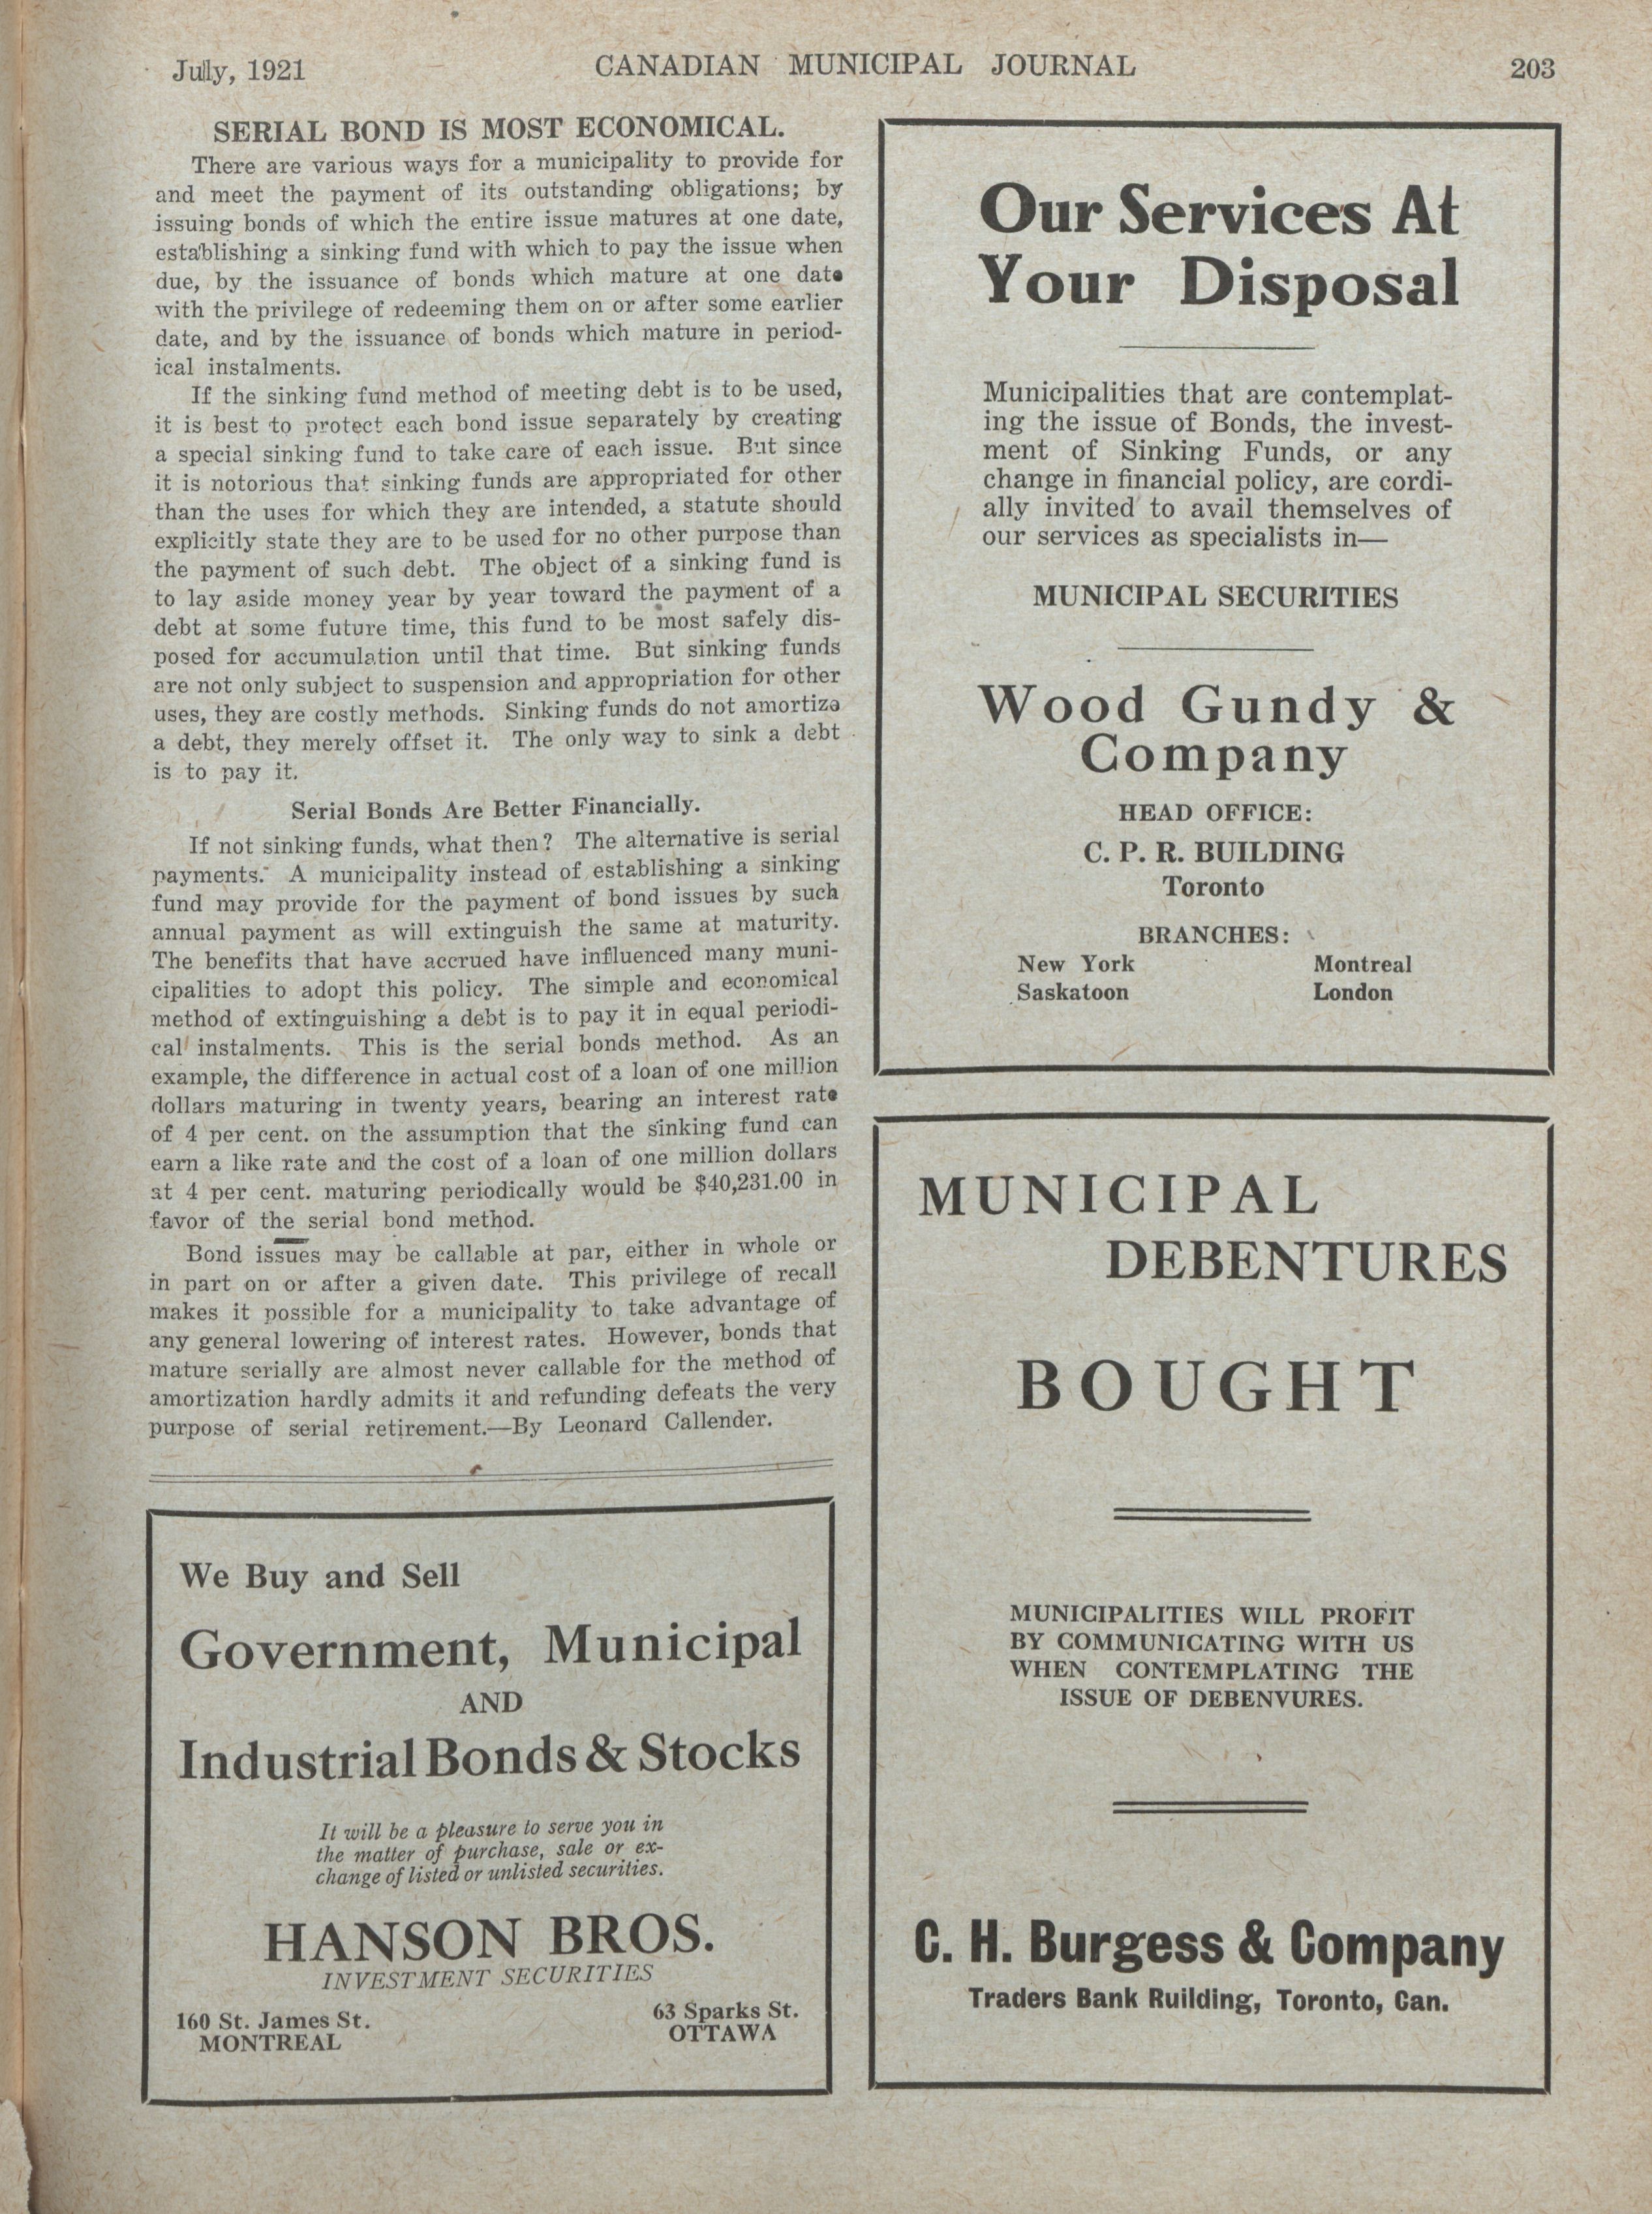 July, 1921
CANADIAN MUNICIPAL JOURNAL
203
SERIAL BOND IS MOST ECONOMICAL.
There are various ways for a municipality to provide for
and meet the payment of its outstanding obligations; by
issuing bonds of which the entire issue matures at one date,
establishing a sinking fund with which to pay the issue when
due, by the issuance of bonds which mature at one date
with the privilege of redeeming them on or after some earlier
date, and by the issuance of bonds which mature in period-
ical instalments.
If the sinking fund method of meeting debt is to be used,
it is best to protect each bond issue separately by creating
a special sinking fund to take care of each issue. But since
it is notorious that sinking funds are appropriated for other
than the uses for which they are intended, a statute should
explicitly state they are to be used for no other purpose than
the payment of such debt. The object of a sinking fund is
to lay aside money year by year toward the payment of a
debt at some future time, this fund to be most safely dis-
posed for accumulation until that time. But sinking funds
are not only subject to suspension and appropriation for other
uses, they are costly methods. Sinking funds do not amortize
a debt, they merely offset it. The only way to sink a debt
is to pay it.
Serial Bonds Are Better Financially.
If not sinking funds, what then? The alternative is serial
payments. A municipality instead of establishing a sinking
fund may provide for the payment of bond issues by such
annual payment as will extinguish the same at maturity.
The benefits that have accrued have influenced many muni-
cipalities to adopt this policy. The simple and economical
method of extinguishing a debt is to pay it in equal periodi-
cal instalments. This is the serial bonds method. As an
example, the difference in actual cost of a loan of one million
dollars maturing in twenty years, bearing an interest rate
of 4 per cent. on the assumption that the sinking fund can
earn a like rate and the cost of a loan of one million dollars
at 4 per cent. maturing periodically would be $40,231.00 in
favor of the serial bond method.
Bond issues may be callable at par, either in whole or
in part on or after a given date. This privilege of recall
makes it possible for a municipality to take advantage of
any general lowering of interest rates. However, bonds that
mature serially are almost never callable for the method of
amortization hardly admits it and refunding defeats the very
purpose of serial retirement.—By Leonard Callender.
We Buy and Sell
Government, Municipal
AND
Industrial Bonds & Stocks
It will be a pleasure to serve you in
the matter of purchase, sale or ex-
change of listed or unlisted securities.
HANSON BROS.
INVESTMENT SECURITIES
160 St. James St.
MONTREAL
63 Sparks St.
OTTAWA
Our Services At
Your Disposal
Municipalities that are contemplat-
ing the issue of Bonds, the invest-
ment of Sinking Funds, or any
change in financial policy, are cordi-
ally invited to avail themselves of
our services as specialists in—
MUNICIPAL SECURITIES
Wood Gundy &
Company
HEAD OFFICE:
C. P. R. BUILDING
Toronto
BRANCHES:
New York Montreal
Saskatoon London
MUNICIPAL
DEBENTURES
BOUGHT
MUNICIPALITIES WILL PROFIT
BY COMMUNICATING WITH US
WHEN CONTEMPLATING THE
ISSUE OF DEBENVURES.
C. H. Burgess & Company
Traders Bank Ruilding, Toronto, Can.